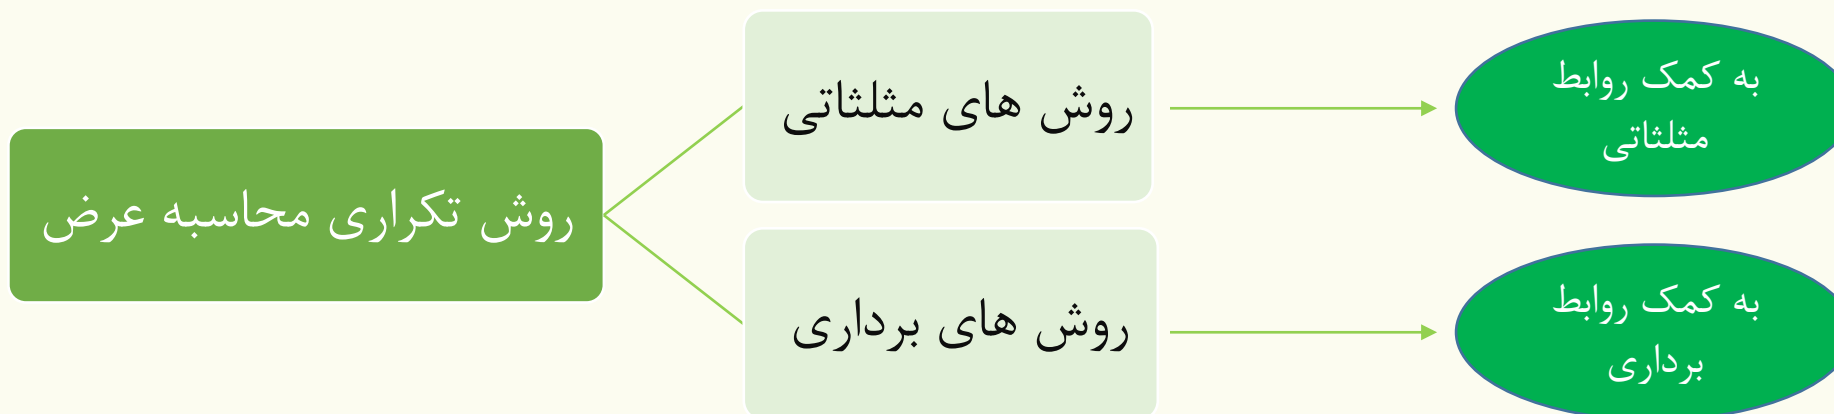 روش تکراری محاسبه عرض
روش های مثلثاتی
به کمک روابط
مثلثاتی
روش های برداری
به کمک روابط
برداری